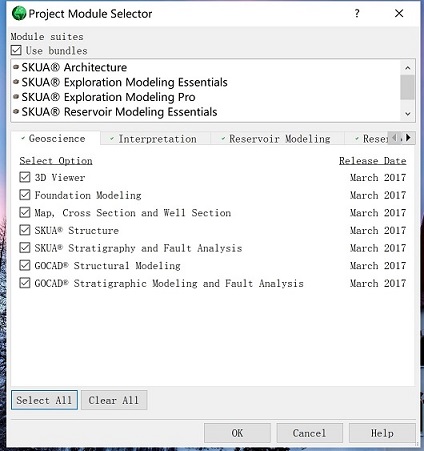 Project Module Selector
Module suites
Use bundles
SKUA® Architecture
SKUA® Exploration Modeling Essentials
SKUA® Exploration Modeling Pro
SKUA® Reservoir Modeling Essentials
Geoscience Interpretation Reservoir Modeling
Select Option Release Date
3D Viewer March 2017
Foundation Modeling March 2017
Map, Cross Section and Well Section March 2017
SKUA® Structure March 2017
SKUA® Stratigraphy and Fault Analysis March 2017
GOCAD® Structural Modeling March 2017
GOCAD® Stratigraphic Modeling and Fault Analysis March 2017
Select All Clear All
OK Cancel Help